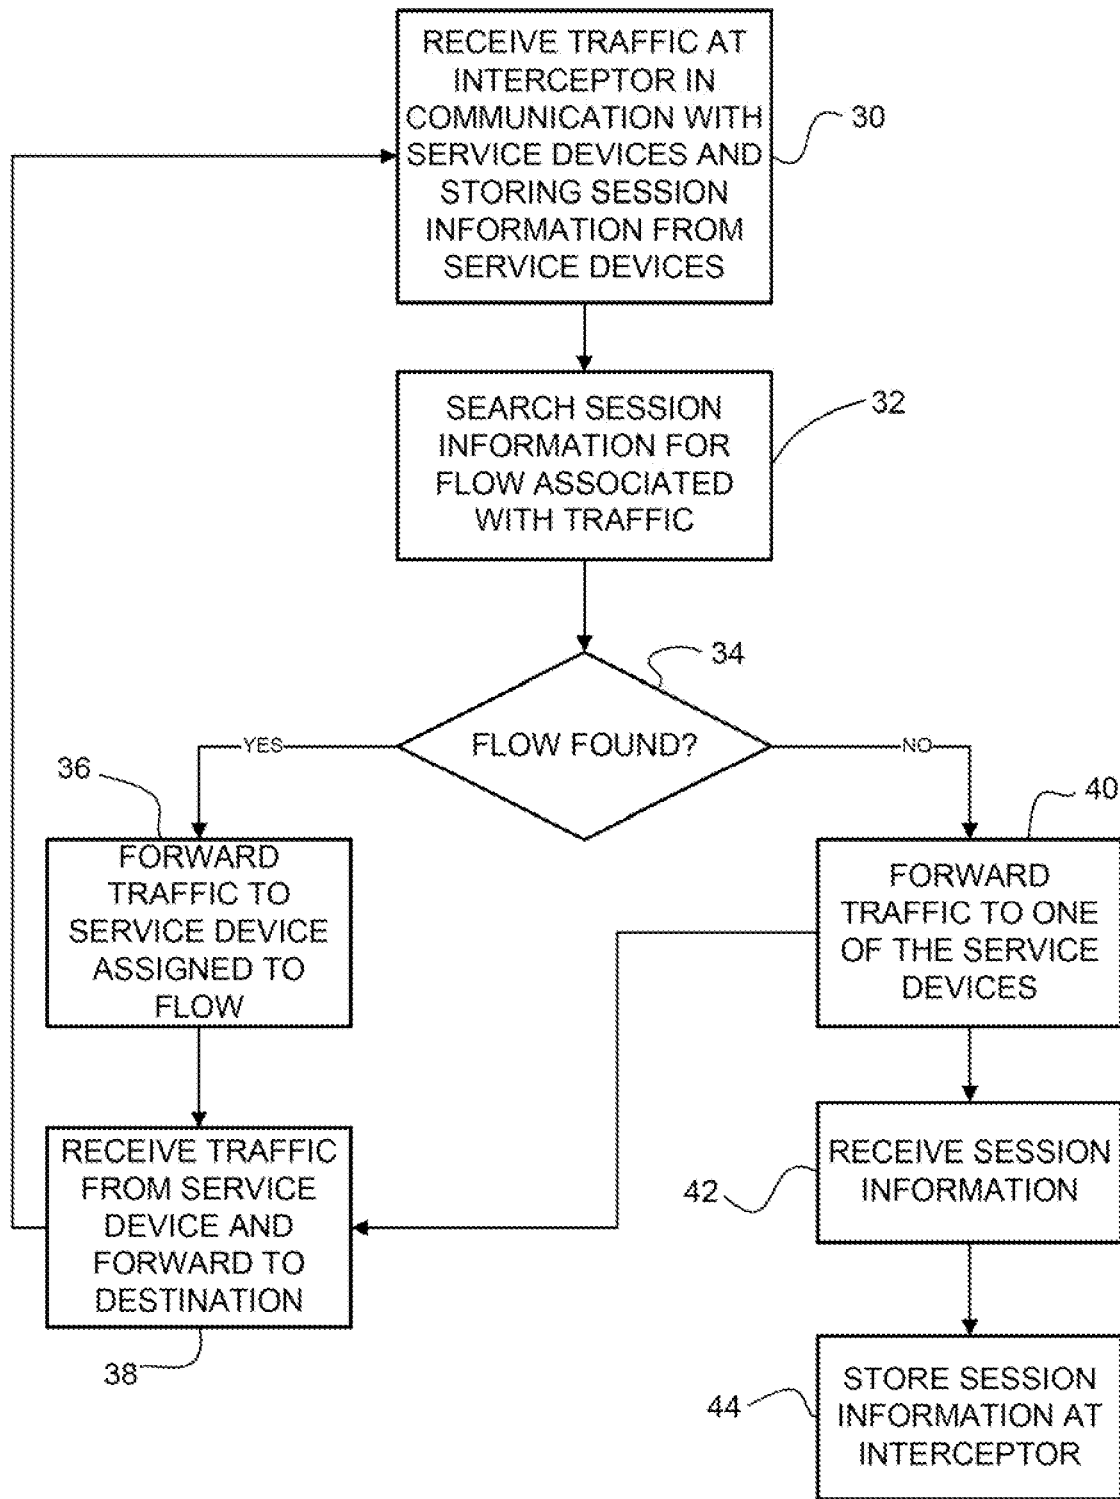 RECEIVE TRAFFIC AT
INTERCEPTOR IN
COMMUNICATION WITH
SERVICE DEVICES AND
STORING SESSION
INFORMATION FROM
SERVICE DEVICES
30
SEARCH SESSION
INFORMATION FOR
FLOW ASSOCIATED
WITH TRAFFIC
32
34
FLOW FOUND?
YES
NO
36
FORWARD
TRAFFIC TO
SERVICE DEVICE
ASSIGNED TO
FLOW
40
FORWARD
TRAFFIC TO ONE
OF THE SERVICE
DEVICES
RECEIVE TRAFFIC
FROM SERVICE
DEVICE AND
FORWARD TO
DESTINATION
38
RECEIVE SESSION
INFORMATION
42
STORE SESSION
INFORMATION AT
INTERCEPTOR
44